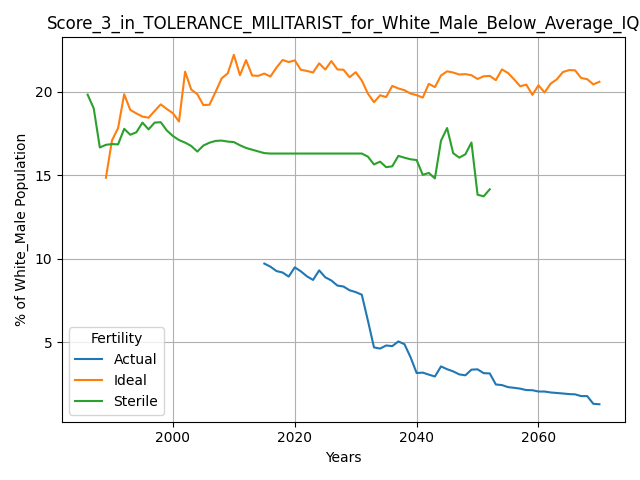 Score_3_in_TOLERANCE_MILITARIST_for_White_Male_Below_Average_IQ
% of White_Male Population
20
15
10
5
Fertility
Actual
Ideal
Sterile
2000
2020
2040
2060
Years